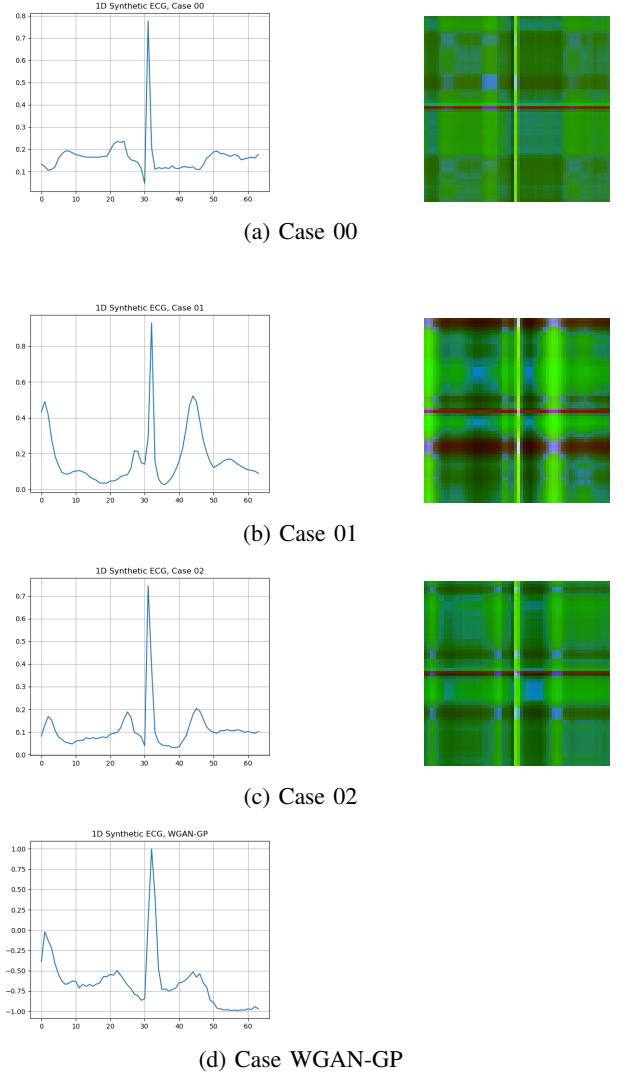 1D Synthetic ECG, Case 00
0.8
0.7
0.6
0.5
0.4
0.3
0.2
0.1
0 10 20 30 40 50 60
(a) Case 00
1D Synthetic ECG, Case 01
0.8
0.6
0.4
0.2
0.0
0 10 20 30 40 50 60
(b) Case 01
1D Synthetic ECG, Case 02
0.7
0.6
0.5
0.4
0.3
0.2
0.1
0.0
0 10 20 30 40 50 60
(c) Case 02
1D Synthetic ECG, WGAN-GP
1.00
0.75
0.50
0.25
0.00
−0.25
−0.50
−0.75
−1.00
0 10 20 30 40 50 60
(d) Case WGAN-GP